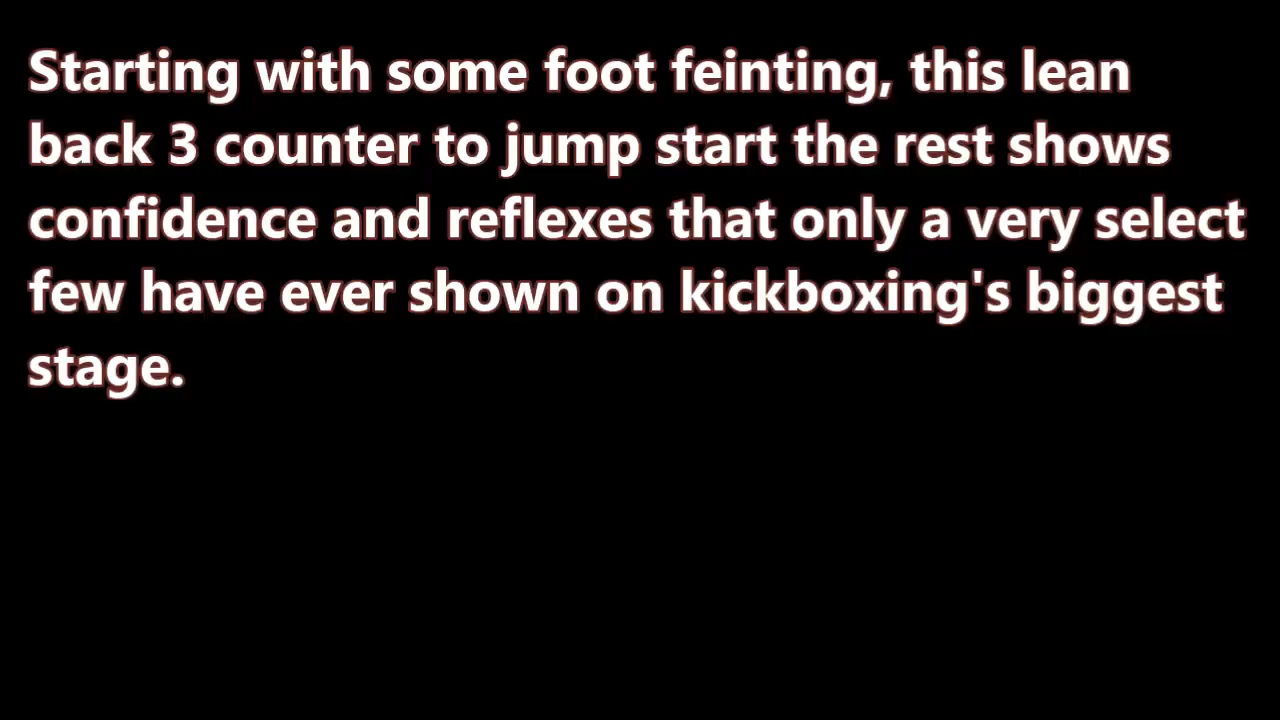 Starting with some foot feinting, this lean
back 3 counter to jump start the rest shows
confidence and reflexes that only a very select
few have ever shown on kickboxing's biggest
stage.